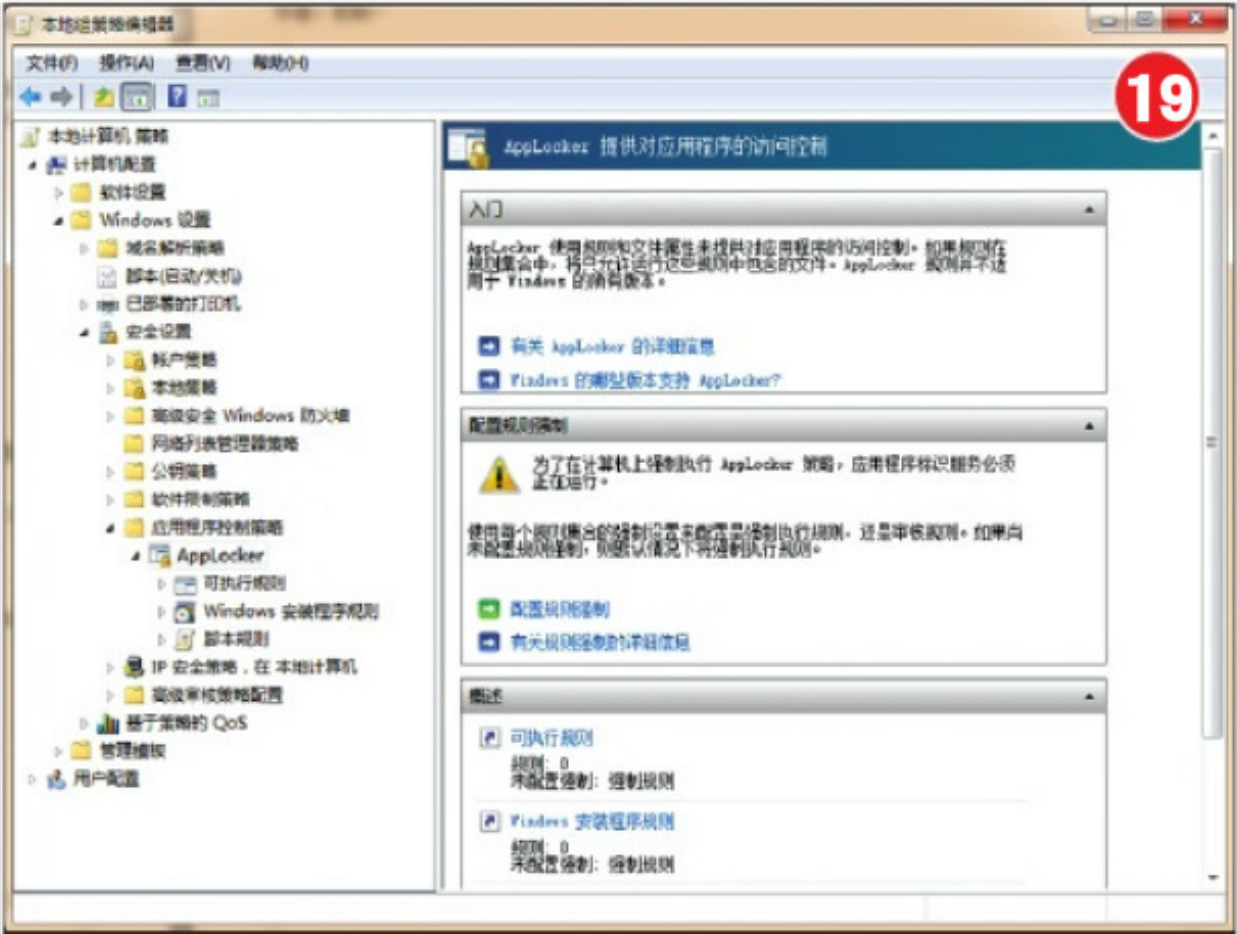 本地组策略编辑器
文件(F) 操作(A) 查看(V) 帮助(H)
19
本地计算机 策略
计算机配置
软件设置
Windows 设置
域名解析策略
脚本(启动/关机)
已部署的打印机
安全设置
帐户策略
本地策略
高级安全 Windows 防火墙
网络列表管理器策略
公钥策略
软件限制策略
应用程序控制策略
AppLocker
可执行规则
Windows 安装程序规则
脚本规则
IP 安全策略，在 本地计算机
高级审核策略配置
基于策略的 QoS
管理模板
用户配置
AppLocker 提供对应用程序的访问控制
入门
AppLocker 使用规则和文件属性来提供对应用程序的访问控制。如果规则在
规则集合中，将只允许运行这些规则中包含的文件。AppLocker 规则并不适
用于 Windows 的所有版本。
有关 AppLocker 的详细信息
Windows 的哪些版本支持 AppLocker?
配置规则强制
为了在计算机上强制执行 AppLocker 策略，应用程序标识服务必须
正在运行。
使用每个规则集合的强制设置来配置是强制执行规则，还是审核规则。如果尚
未配置规则强制，则默认情况下将强制执行规则。
配置规则强制
有关规则强制的详细信息
概述
可执行规则
规则: 0
未配置强制: 强制规则
Windows 安装程序规则
规则: 0
未配置强制: 强制规则